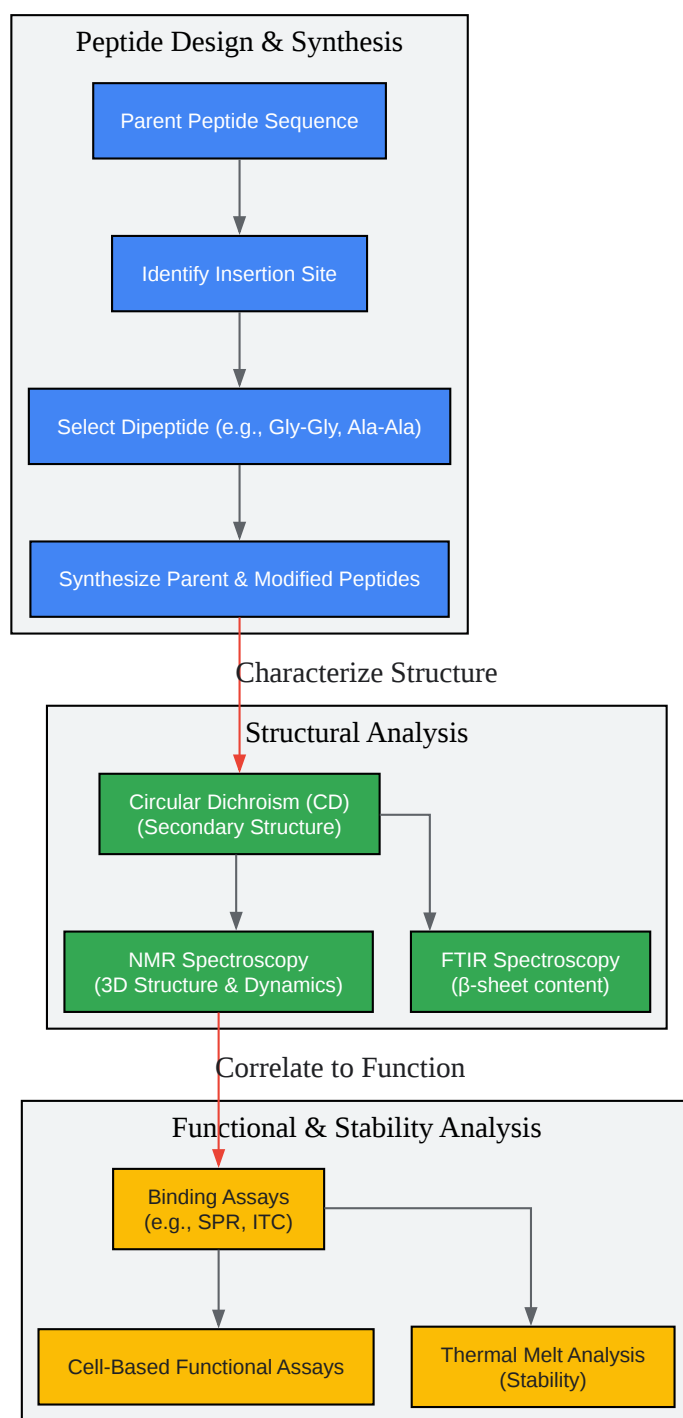 Peptide Design & Synthesis
Parent Peptide Sequence
Identify Insertion Site
Select Dipeptide (e.g., Gly-Gly, Ala-Ala)
Synthesize Parent & Modified Peptides
Characterize Structure
Structural Analysis
Circular Dichroism (CD)
(Secondary Structure)
NMR Spectroscopy
(3D Structure & Dynamics)
FTIR Spectroscopy
(β-sheet content)
Correlate to Function
Functional & Stability Analysis
Binding Assays
(e.g., SPR, ITC)
Cell-Based Functional Assays
Thermal Melt Analysis
(Stability)